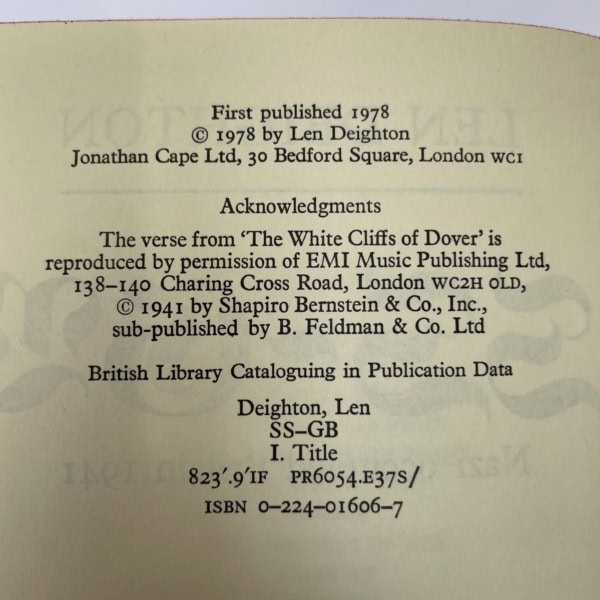 First published 1978
© 1978 by Len Deighton
Jonathan Cape Ltd, 30 Bedford Square, London WC1
Acknowledgments
The verse from ‘The White Cliffs of Dover’ is
reproduced by permission of EMI Music Publishing Ltd,
138–140 Charing Cross Road, London WC2H OLD,
© 1941 by Shapiro Bernstein & Co., Inc.,
sub-published by B. Feldman & Co. Ltd
British Library Cataloguing in Publication Data
Deighton, Len
SS–GB
I. Title
823′.9′1F PR6054.E37S/
ISBN 0–224–01606–7